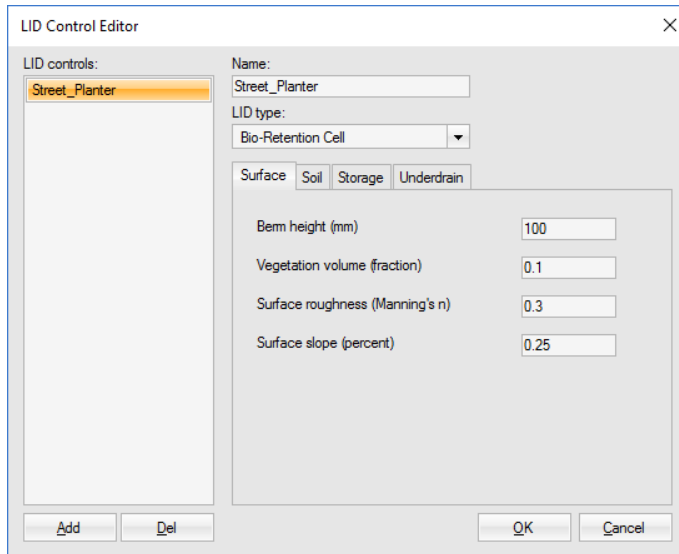 LID Control Editor
LID controls:
Street_Planter
Name:
Street_Planter
LID type:
Bio-Retention Cell
Surface Soil Storage Underdrain
Berm height (mm) 100
Vegetation volume (fraction) 0.1
Surface roughness (Manning's n) 0.3
Surface slope (percent) 0.25
Add Del OK Cancel